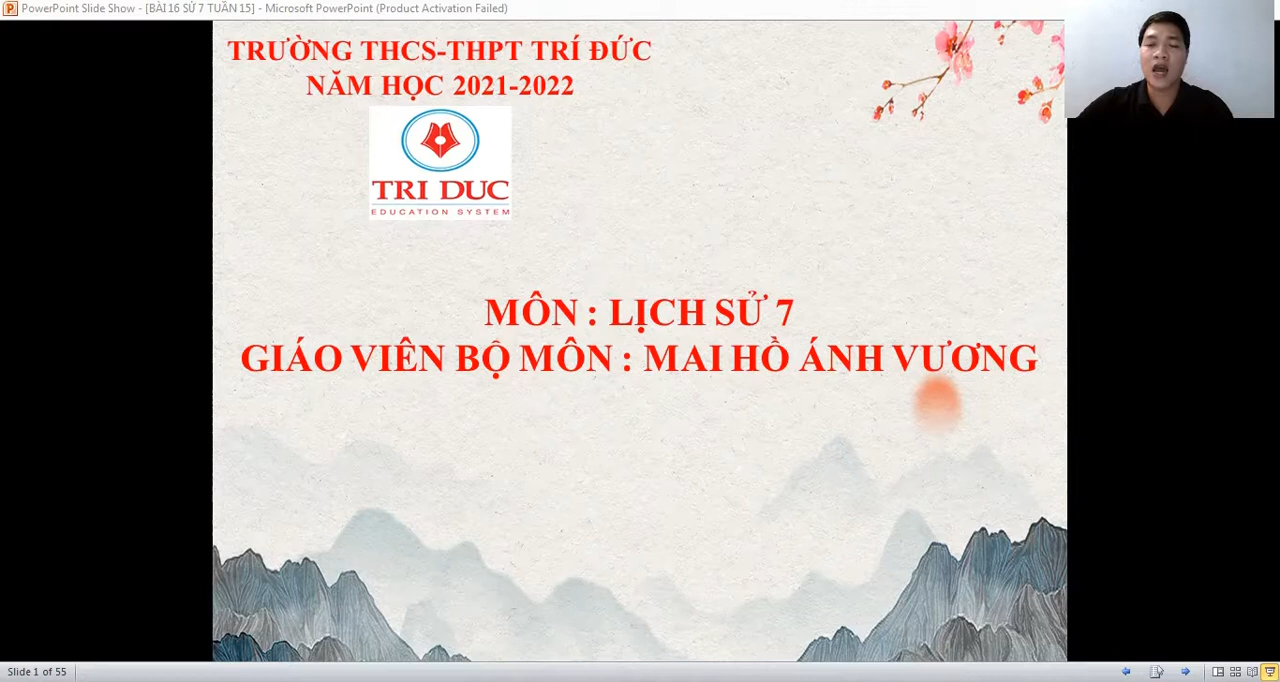 PowerPoint Slide Show - [BÀI 16 SỬ 7 TUẦN 15] - Microsoft PowerPoint (Product Activation Failed)
TRƯỜNG THCS-THPT TRÍ ĐỨC
NĂM HỌC 2021-2022
TRI DUC
EDUCATION SYSTEM
MÔN : LỊCH SỬ 7
GIÁO VIÊN BỘ MÔN : MAI HỒ ÁNH VƯƠNG
Slide 1 of 55